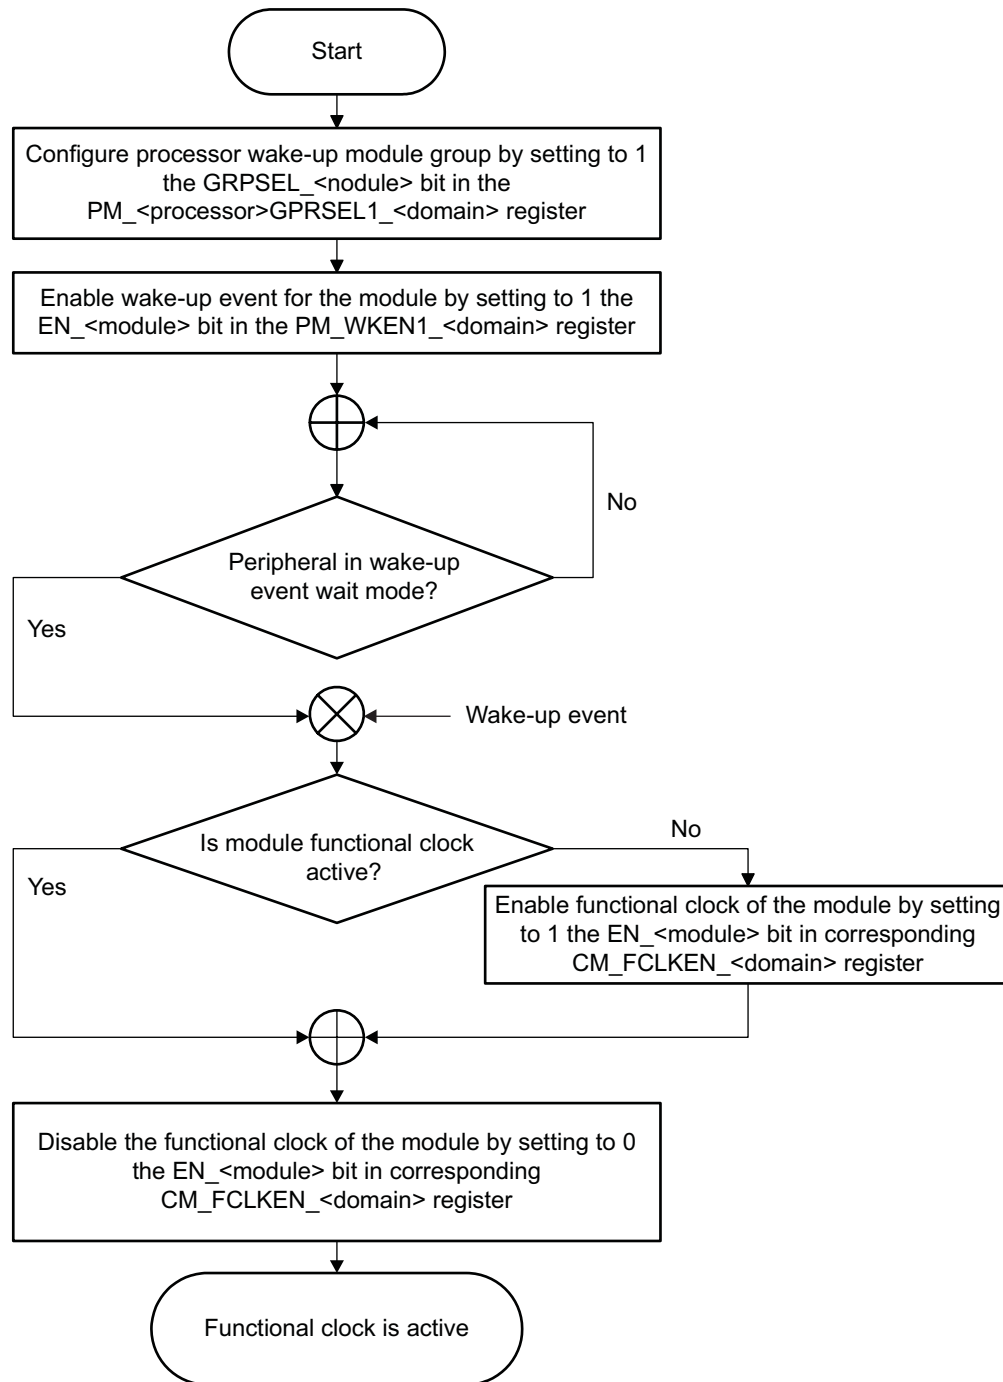 Start
Configure processor wake-up module group by setting to 1
the GRPSEL_<nodule> bit in the
PM_<processor>GPRSEL1_<domain> register
Enable wake-up event for the module by setting to 1 the
EN_<module> bit in the PM_WKEN1_<domain> register
No
Peripheral in wake-up
event wait mode?
Yes
Wake-up event
Is module functional clock
active?
No
Yes
Enable functional clock of the module by setting
to 1 the EN_<module> bit in corresponding
CM_FCLKEN_<domain> register
Disable the functional clock of the module by setting to 0
the EN_<module> bit in corresponding
CM_FCLKEN_<domain> register
Functional clock is active